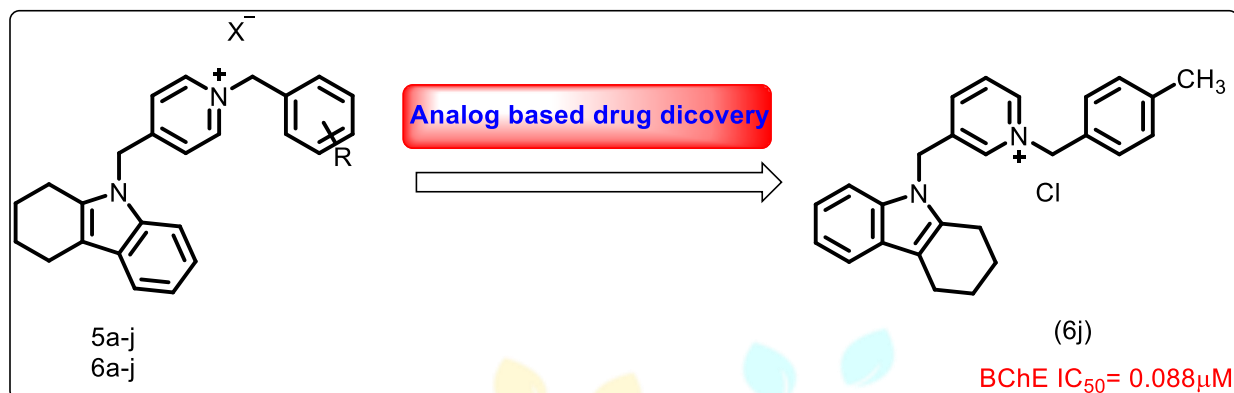 X⁻
N⁺
R
N
5a-j
6a-j
Analog based drug dicovery
CH₃
N
+
Cl
N
(6j)
BChE IC₅₀= 0.088µM